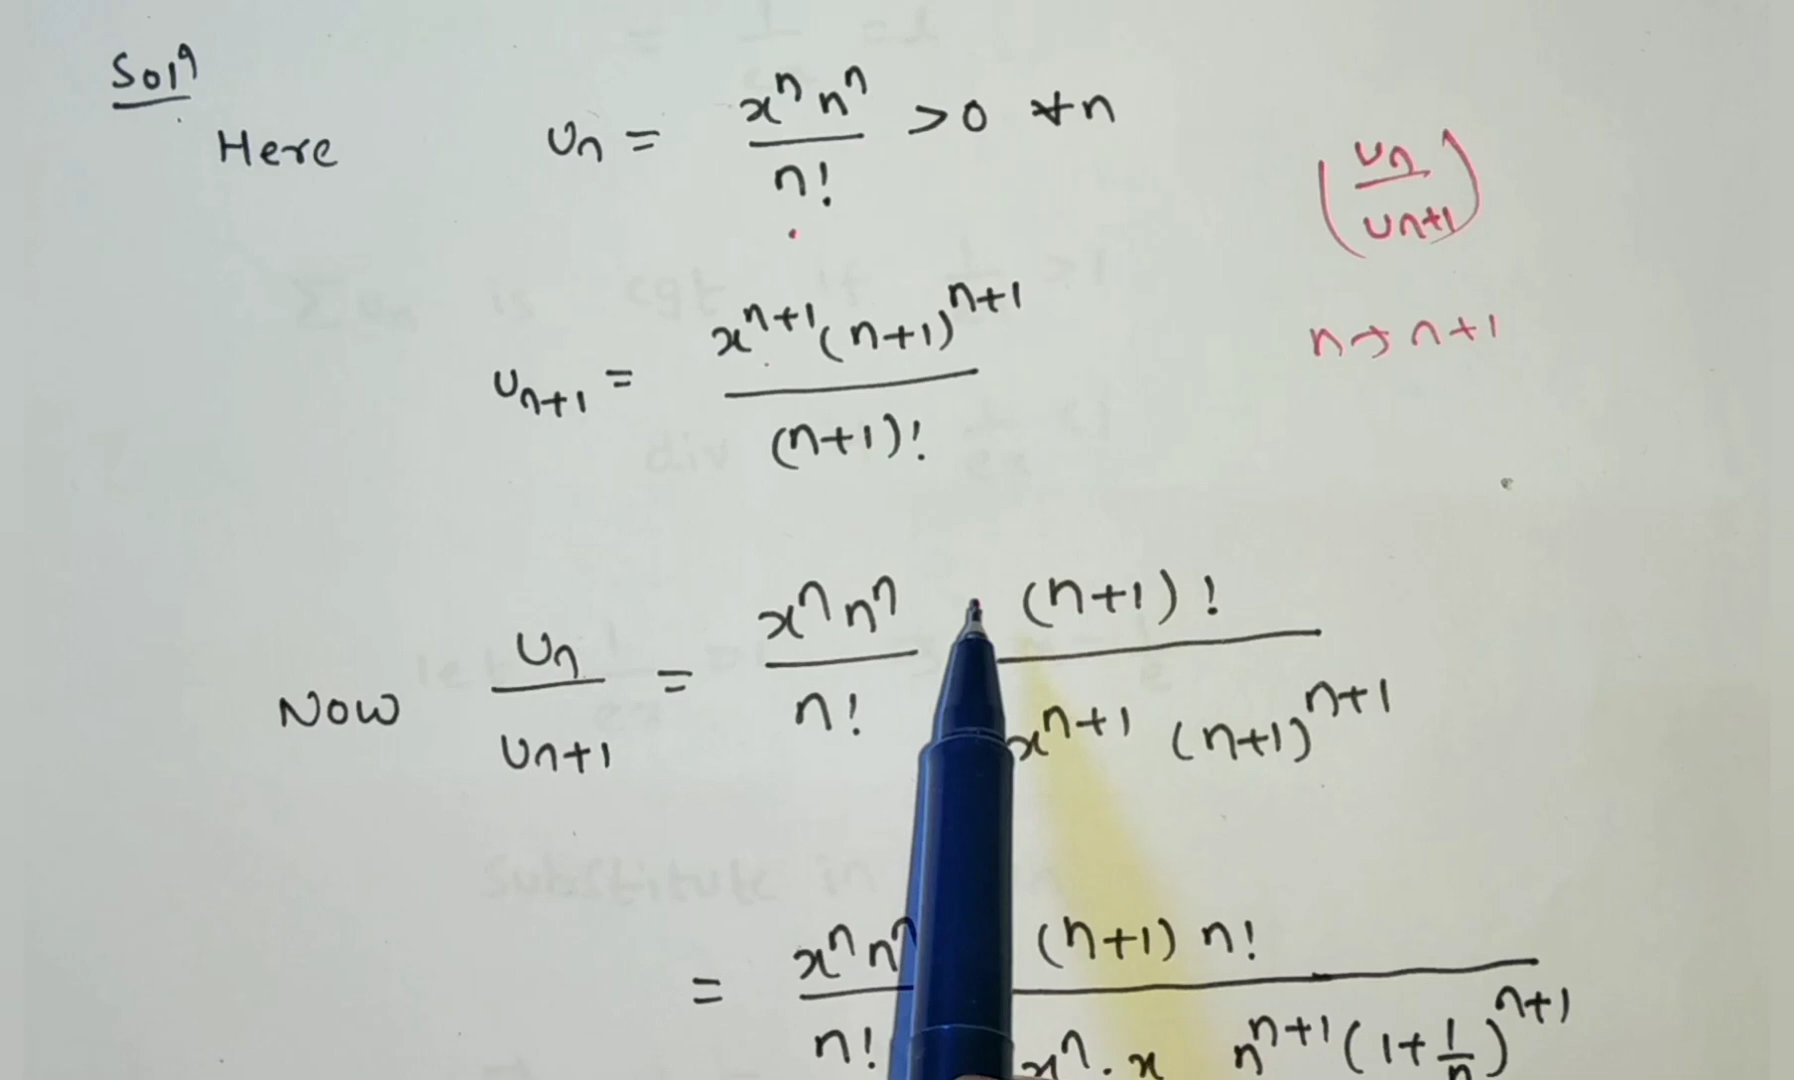 Solⁿ
Here uₙ = xⁿ nⁿ / n! > 0 ∀ n
(uₙ / uₙ₊₁)
n → n+1
uₙ₊₁ = xⁿ⁺¹ (n+1)ⁿ⁺¹ / (n+1)!
Now uₙ / uₙ₊₁ = xⁿ nⁿ / n! (n+1)! / xⁿ⁺¹ (n+1)ⁿ⁺¹
= xⁿ nⁿ / n! (n+1) n! / xⁿ . x nⁿ⁺¹ (1 + 1/n)ⁿ⁺¹